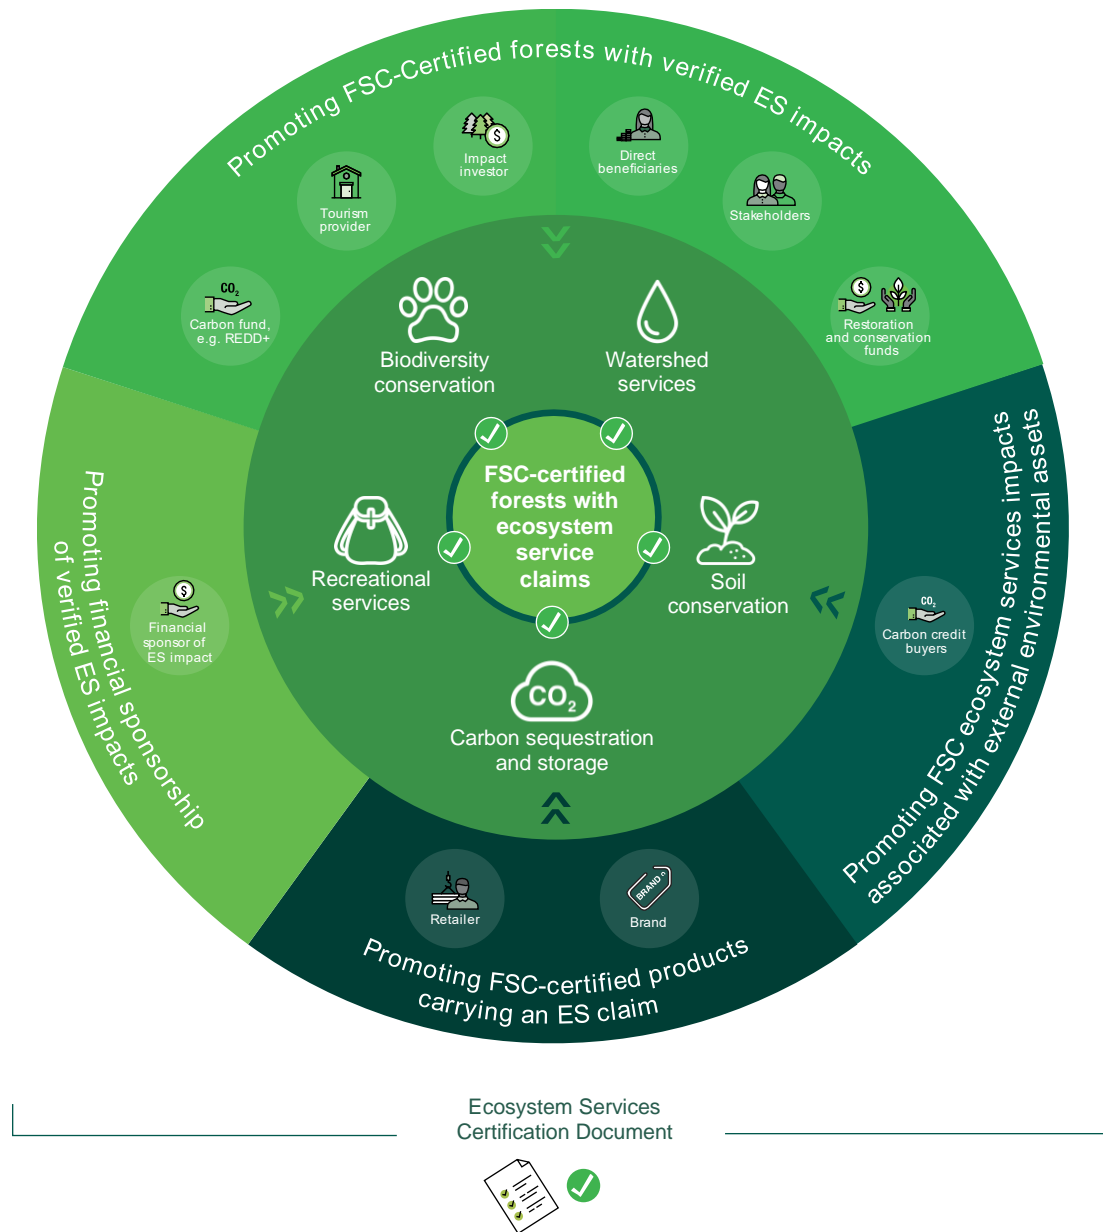 Promoting FSC-Certified forests with verified ES impacts
Impact
investor
Direct
beneficiaries
Tourism
provider
Stakeholders
CO2
Carbon fund,
e.g. REDD+
Restoration
and conservation
funds
Biodiversity
conservation
Watershed
services
FSC-certified
forests with
ecosystem
service
claims
Recreational
services
Soil
conservation
CO2
Carbon sequestration
and storage
Promoting financial sponsorship
of verified ES impacts
Financial
sponsor of
ES impact
Promoting FSC ecosystem services impacts
associated with external environmental assets
CO2
Carbon credit
buyers
Retailer
BRAND
Brand
Promoting FSC-certified products
carrying an ES claim
Ecosystem Services
Certification Document